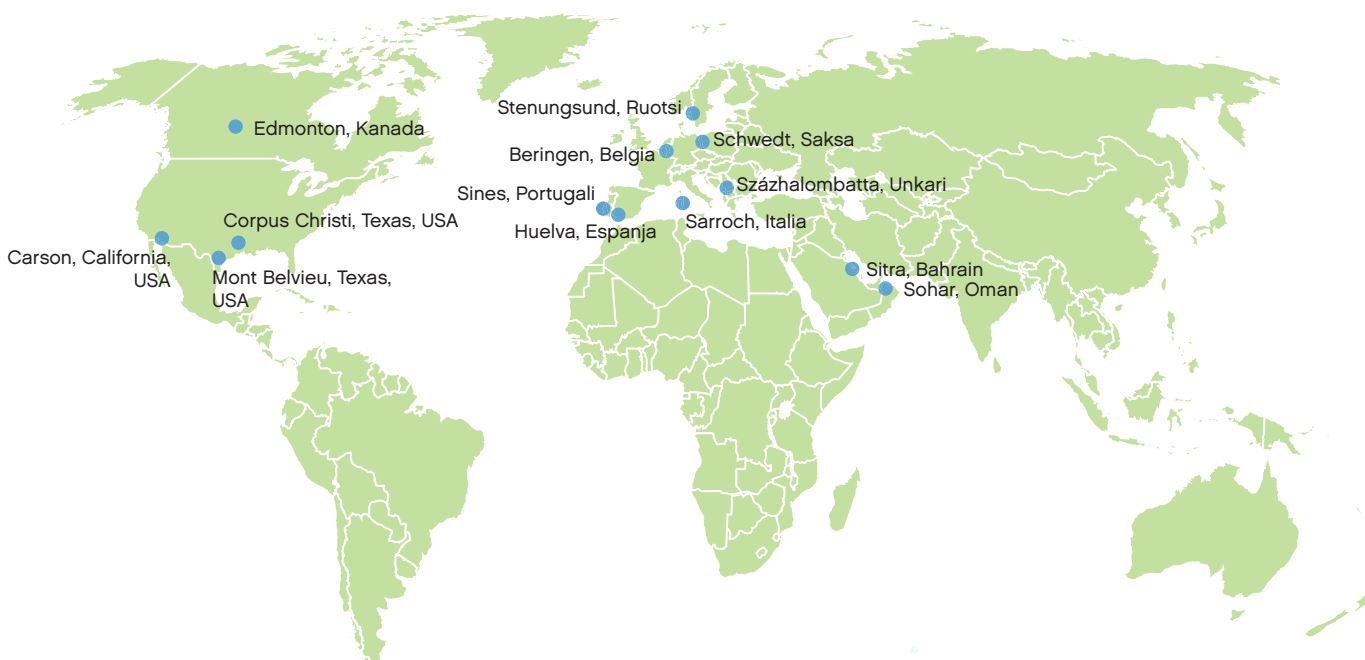 Stenungsund, Ruotsi
Edmonton, Kanada
Schwedt, Saksa
Beringen, Belgia
Százhalombatta, Unkari
Sines, Portugali
Corpus Christi, Texas, USA
Sarroch, Italia
Huelva, Espanja
Carson, California,
USA
Mont Belvieu, Texas,
USA
Sitra, Bahrain
Sohar, Oman